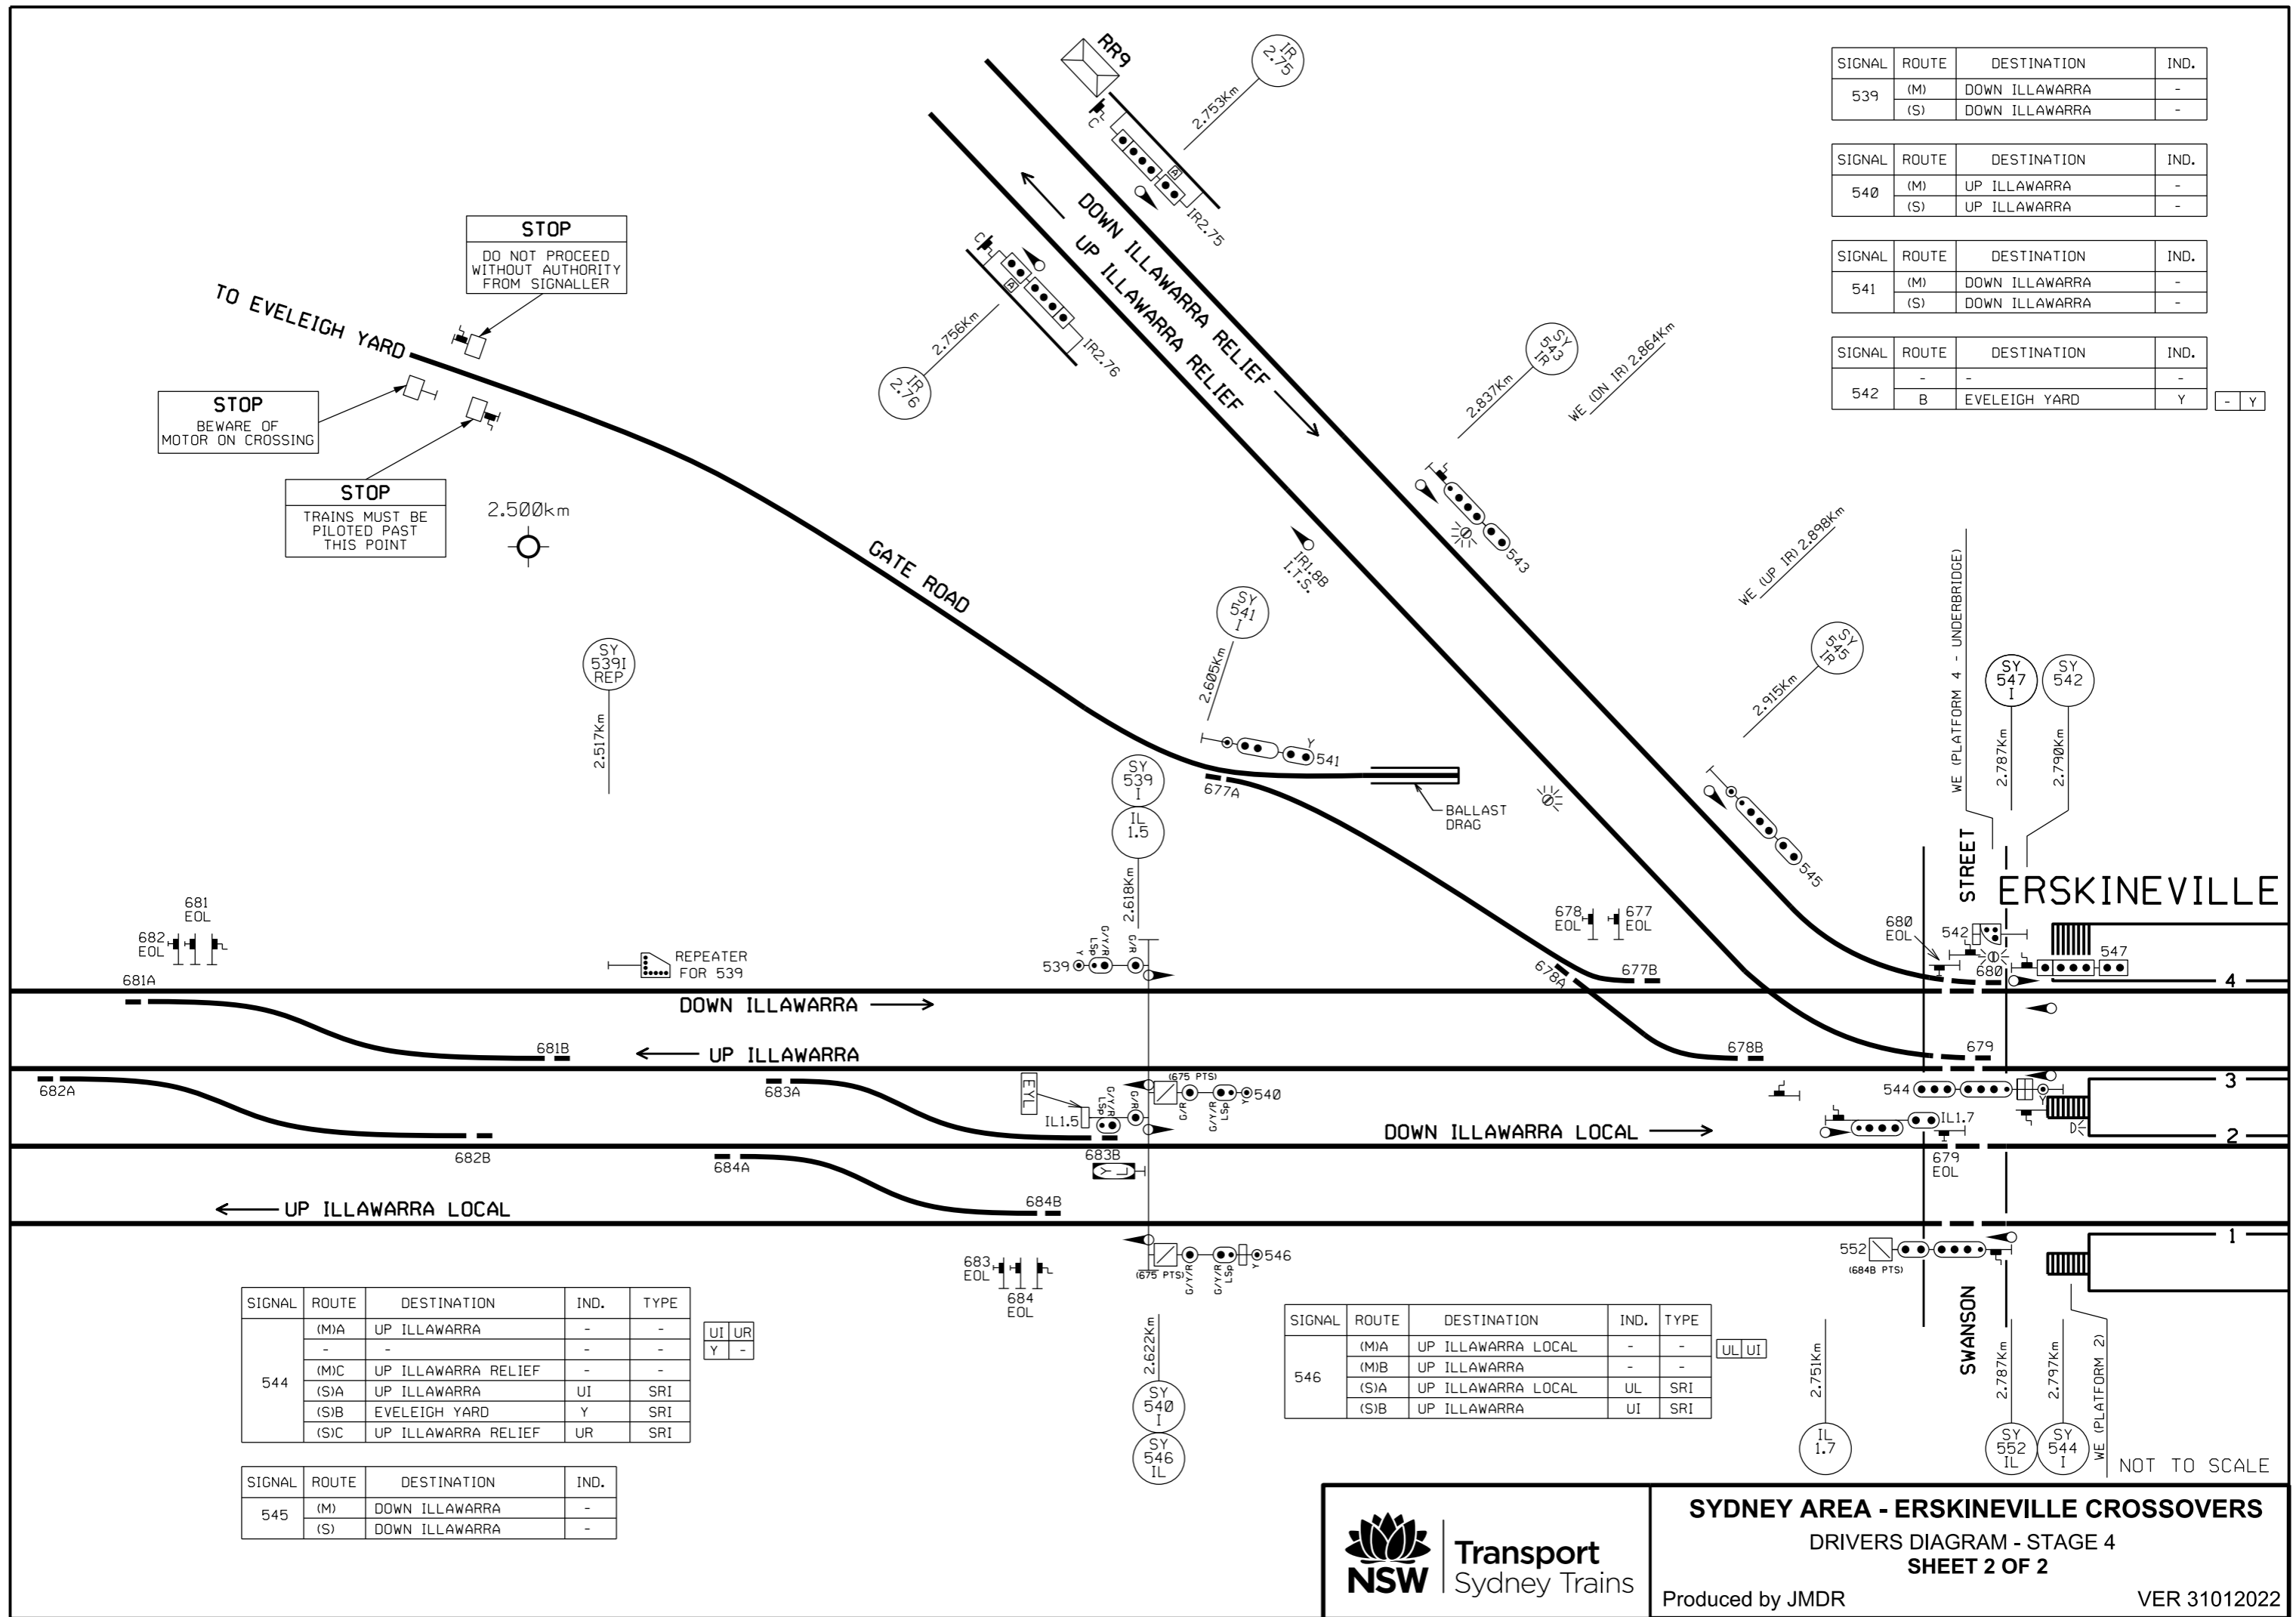 RR9
IR
2.75
2.753Km
C
A
IR2.75
SIGNAL ROUTE DESTINATION IND.
539 (M) DOWN ILLAWARRA -
(S) DOWN ILLAWARRA -
SIGNAL ROUTE DESTINATION IND.
540 (M) UP ILLAWARRA -
(S) UP ILLAWARRA -
SIGNAL ROUTE DESTINATION IND.
541 (M) DOWN ILLAWARRA -
(S) DOWN ILLAWARRA -
SIGNAL ROUTE DESTINATION IND.
542 - - -
B EVELEIGH YARD Y
- Y
STOP
DO NOT PROCEED
WITHOUT AUTHORITY
FROM SIGNALLER
TO EVELEIGH YARD
STOP
BEWARE OF
MOTOR ON CROSSING
STOP
TRAINS MUST BE
PILOTED PAST
THIS POINT
2.500km
C
A
IR2.76
2.756Km
IR
2.76
DOWN ILLAWARRA RELIEF
UP ILLAWARRA RELIEF
SY
543
IR
2.837Km
WE (DN IR) 2.864Km
543
IR1.8B
I.T.S.
WE (UP IR) 2.898Km
GATE ROAD
SY
541
I
2.605Km
Y
541
677A
BALLAST
DRAG
SY
539I
REP
2.517Km
SY
539
I
IL
1.5
2.618Km
SY
545
IR
2.915Km
545
WE (PLATFORM 4 - UNDERBRIDGE)
SY
547
I
2.787Km
SY
542
2.790Km
STREET
ERSKINEVILLE
681
EOL
682
EOL
681A
REPEATER
FOR 539
539
Y
G/Y/R
LSp
G/R
678
EOL
677
EOL
678A
677B
680
EOL
542
680
547
4
DOWN ILLAWARRA
681B
UP ILLAWARRA
678B
679
682A
683A
EYL
IL1.5
G/Y/R
LSp
G/R
(675 PTS)
G/R
G/Y/R
LSp
Y
540
544
Y
3
IL1.7
D
DOWN ILLAWARRA LOCAL
2
682B
684A
683B
L Y
679
EOL
684B
UP ILLAWARRA LOCAL
1
683
EOL
684
EOL
(675 PTS)
G/Y/R
G/Y/R
LSp
Y
546
552
(684B PTS)
SIGNAL ROUTE DESTINATION IND. TYPE
544 (M)A UP ILLAWARRA - -
- - - -
(M)C UP ILLAWARRA RELIEF - -
(S)A UP ILLAWARRA UI SRI
(S)B EVELEIGH YARD Y SRI
(S)C UP ILLAWARRA RELIEF UR SRI
UI UR
Y -
SIGNAL ROUTE DESTINATION IND.
545 (M) DOWN ILLAWARRA -
(S) DOWN ILLAWARRA -
2.622Km
SY
540
I
SY
546
IL
SIGNAL ROUTE DESTINATION IND. TYPE
546 (M)A UP ILLAWARRA LOCAL - -
(M)B UP ILLAWARRA - -
(S)A UP ILLAWARRA LOCAL UL SRI
(S)B UP ILLAWARRA UI SRI
UL UI
2.751Km
IL
1.7
SWANSON
2.787Km
SY
552
IL
2.797Km
SY
544
I
WE (PLATFORM 2)
NOT TO SCALE
NSW
Transport
Sydney Trains
SYDNEY AREA - ERSKINEVILLE CROSSOVERS
DRIVERS DIAGRAM - STAGE 4
SHEET 2 OF 2
Produced by JMDR VER 31012022